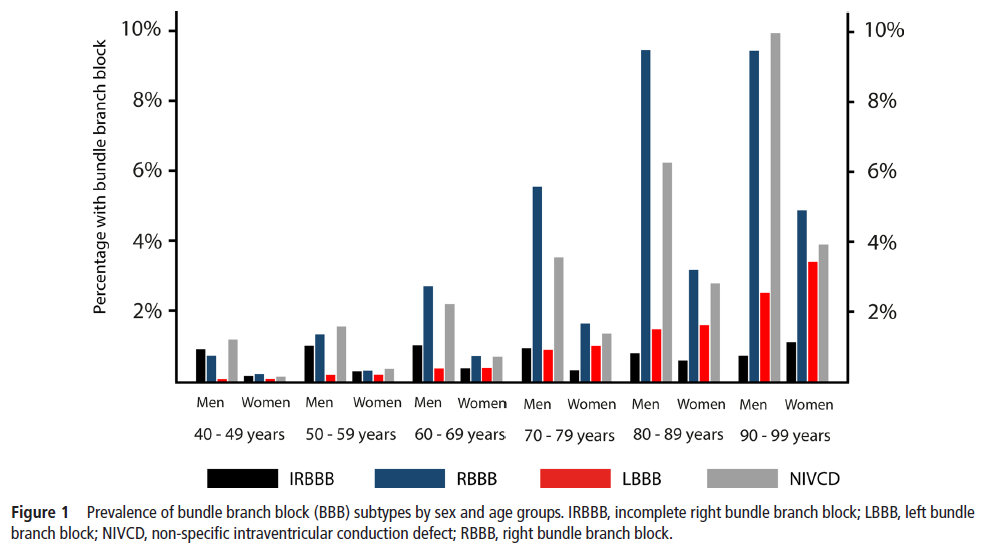 10% 10%
8% 8%
6% 6%
4% 4%
2% 2%
Percentage with bundle branch block
Men Women Men Women Men Women Men Women Men Women Men Women
40 - 49 years 50 - 59 years 60 - 69 years 70 - 79 years 80 - 89 years 90 - 99 years
IRBBB RBBB LBBB NIVCD
Figure 1 Prevalence of bundle branch block (BBB) subtypes by sex and age groups. IRBBB, incomplete right bundle branch block; LBBB, left bundle
branch block; NIVCD, non-specific intraventricular conduction defect; RBBB, right bundle branch block.